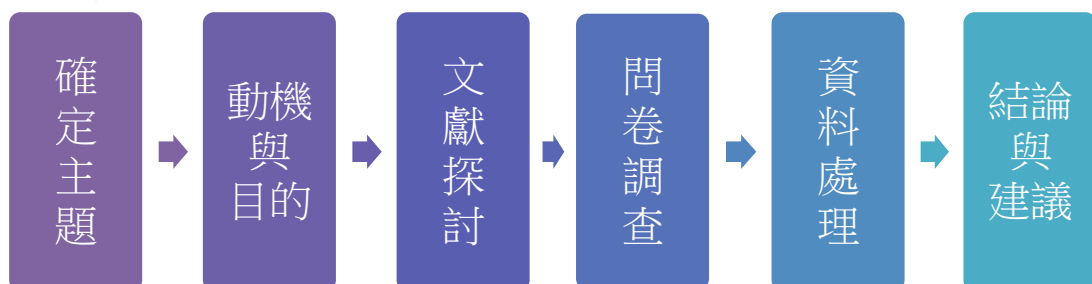 確定主題
動機
與
目的
文獻探討
問卷調查
資料處理
結論
與
建議